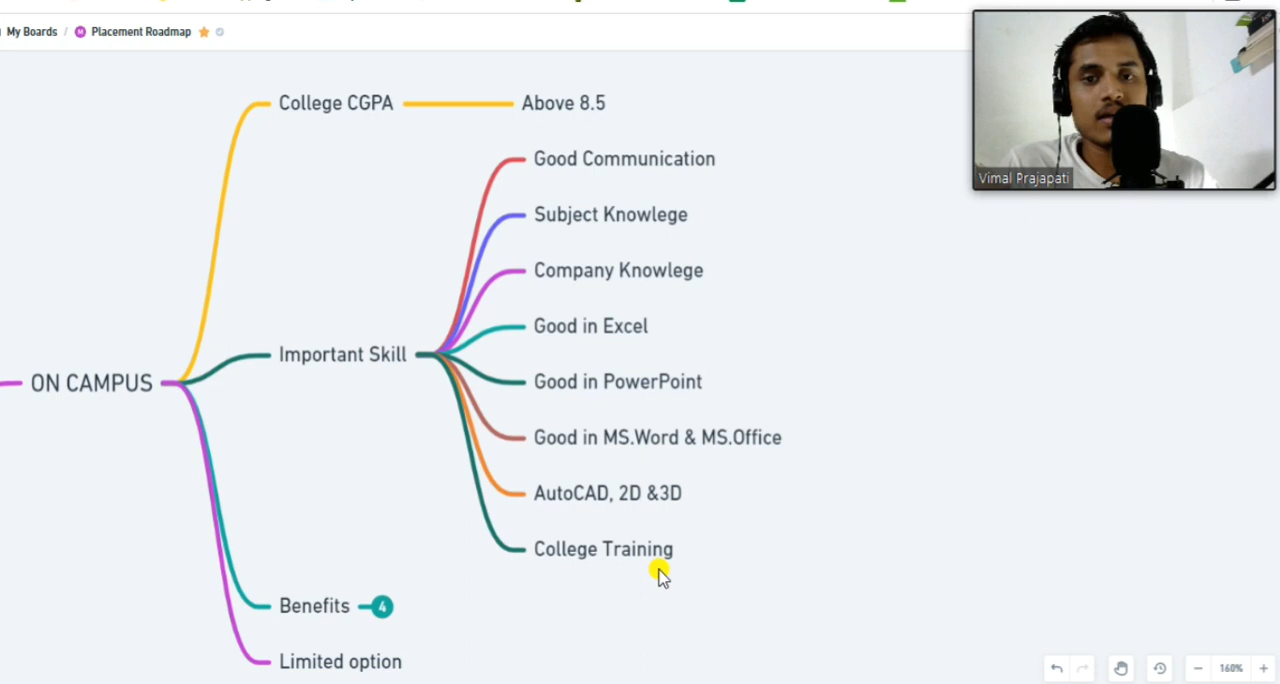 My Boards / Placement Roadmap
Vimal Prajapati
College CGPA
Above 8.5
Good Communication
Subject Knowlege
Company Knowlege
Good in Excel
Important Skill
Good in PowerPoint
ON CAMPUS
Good in MS.Word & MS.Office
AutoCAD, 2D &3D
College Training
Benefits 4
Limited option
160%